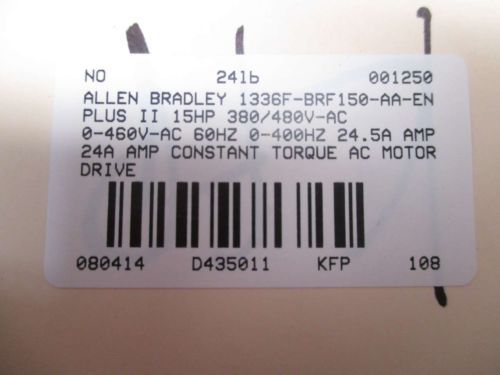 NO 24lb 001250
ALLEN BRADLEY 1336F-BRF150-AA-EN
PLUS II 15HP 380/480V-AC
0-460V-AC 60HZ 0-400HZ 24.5A AMP
24A AMP CONSTANT TORQUE AC MOTOR
DRIVE
080414 D435011 KFP 108